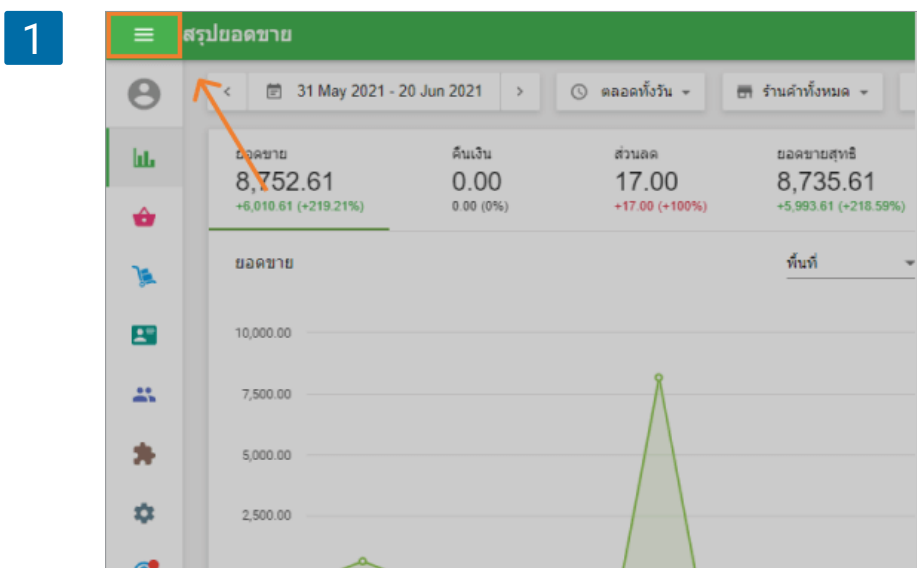 1
สรุปยอดขาย
31 May 2021 - 20 Jun 2021
ตลอดทั้งวัน
ร้านค้าทั้งหมด
ยอดขาย
8,752.61
+6,010.61 (+219.21%)
คืนเงิน
0.00
0.00 (0%)
ส่วนลด
17.00
+17.00 (+100%)
ยอดขายสุทธิ
8,735.61
+5,993.61 (+218.59%)
ยอดขาย
พื้นที่
10,000.00
7,500.00
5,000.00
2,500.00